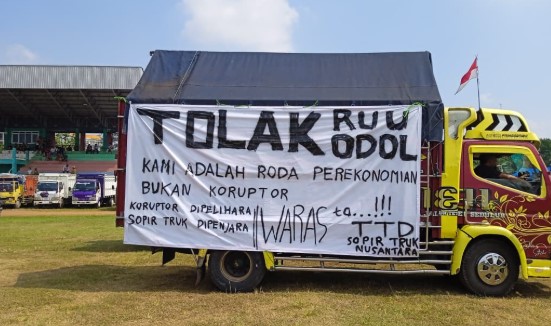 TOLAK RUU
ODOL
KAMI ADALAH RODA PEREKONOMIAN
BUKAN KORUPTOR
KORUPTOR DIPELIHARA
SOPIR TRUK DIPENJARA
WARAS ta...!!!
TTD
SOPIR TRUK
NUSANTARA